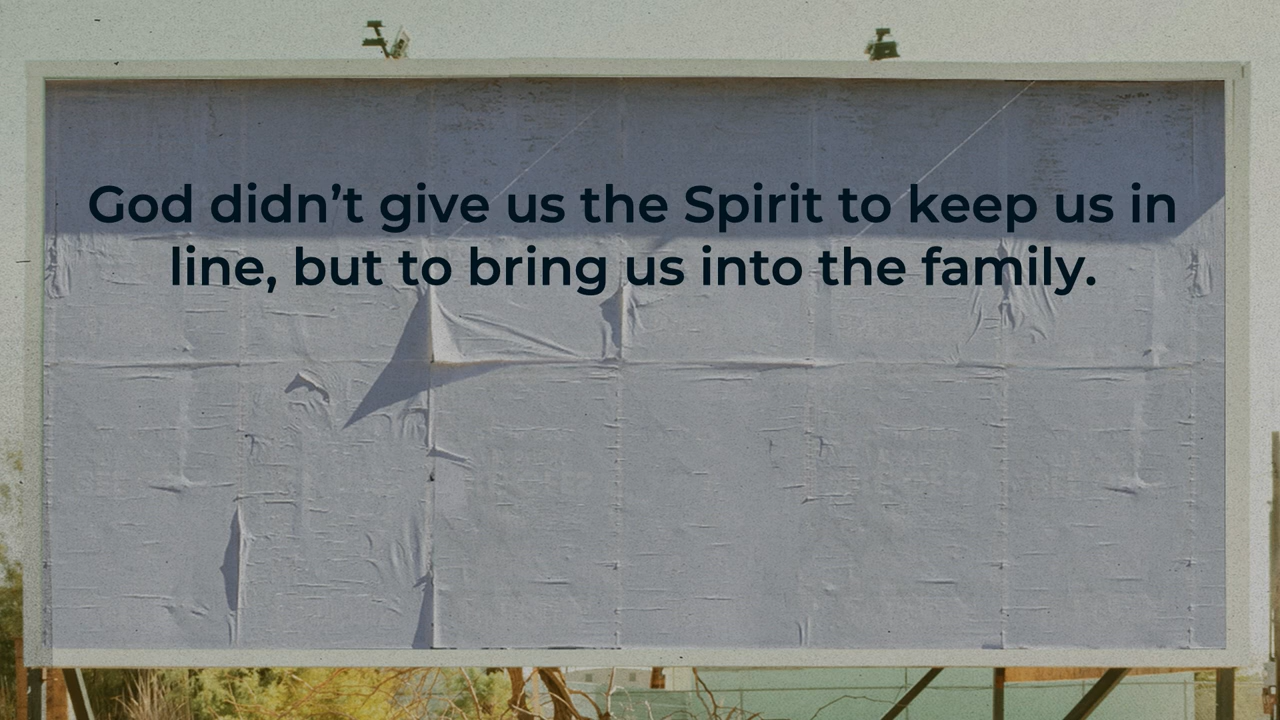 God didn’t give us the Spirit to keep us in
line, but to bring us into the family.